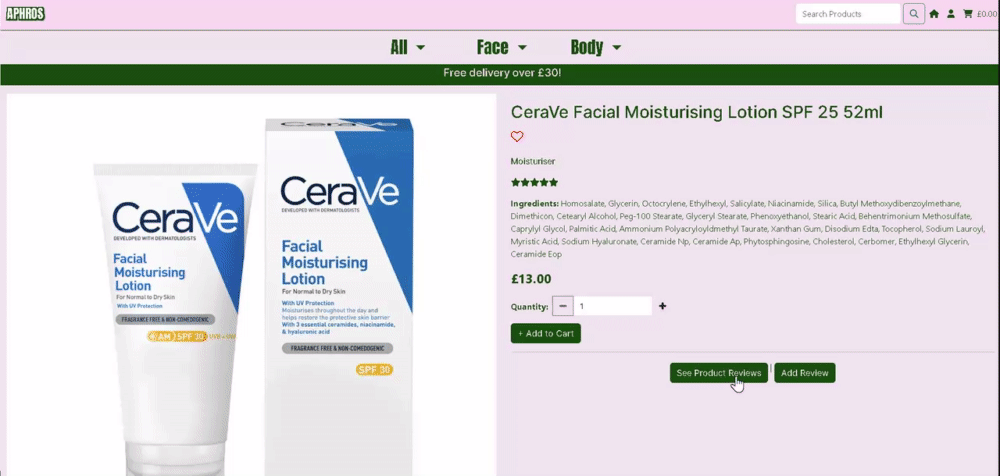 APHROS
Search Products
£0.00
All
Face
Body
Free delivery over £30!
CeraVe Facial Moisturising Lotion SPF 25 52ml
Moisturiser
Ingredients: Homosalate, Glycerin, Octocrylene, Ethylhexyl, Salicylate, Niacinamide, Silica, Butyl Methoxydibenzoylmethane,
Dimethicon, Cetearyl Alcohol, Peg-100 Stearate, Glyceryl Stearate, Phenoxyethanol, Stearic Acid, Behentrimonium Methosulfate,
Caprylyl Glycol, Palmitic Acid, Ammonium Polyacryloyldmethyl Taurate, Xanthan Gum, Disodium Edta, Tocopherol, Sodium Lauroyl,
Myristic Acid, Sodium Hyaluronate, Ceramide Np, Ceramide Ap, Phytosphingosine, Cholesterol, Cerbomer, Ethylhexyl Glycerin,
Ceramide Eop
£13.00
Quantity:
1
+ Add to Cart
See Product Reviews
Add Review
CeraVe
DEVELOPED WITH DERMATOLOGISTS
Facial
Moisturising
Lotion
For Normal to Dry Skin
With UV Protection
FRAGRANCE FREE & NON-COMEDOGENIC
AM SPF 30
CeraVe
DEVELOPED WITH DERMATOLOGISTS
Facial
Moisturising
Lotion
For Normal to Dry Skin
With UV Protection
Moisturises throughout the day and
helps restore the protective skin barrier
With 3 essential ceramides, niacinamide,
& hyaluronic acid
FRAGRANCE FREE & NON-COMEDOGENIC
SPF 30